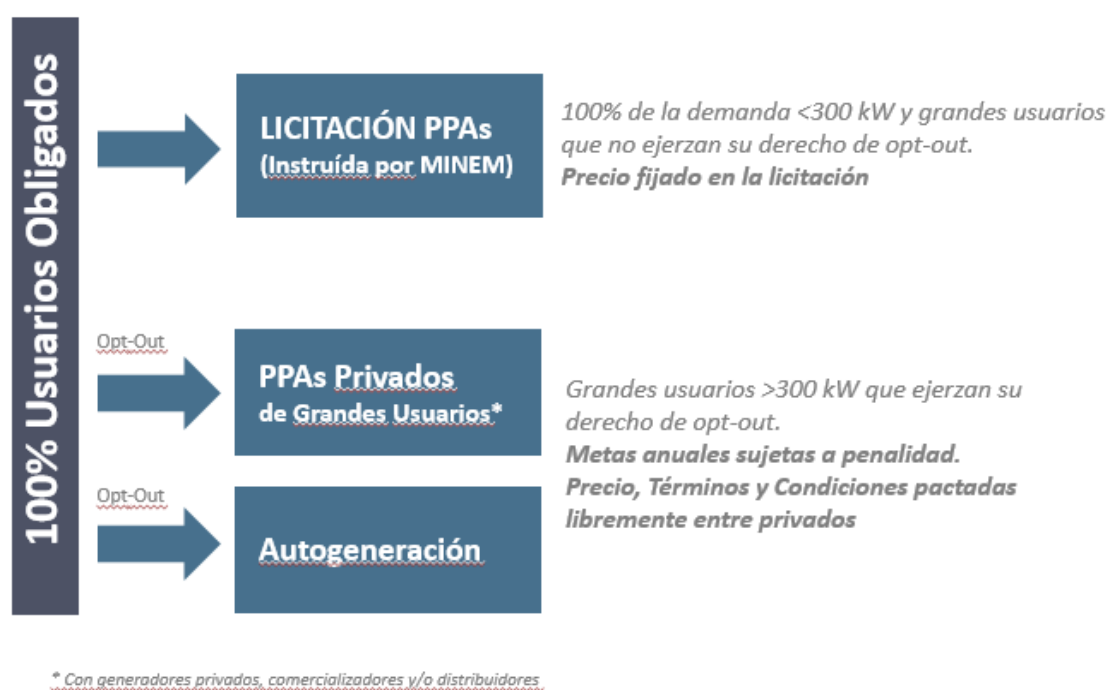 100% Usuarios Obligados
LICITACIÓN PPAs
(Instruída por MINEM)
100% de la demanda <300 kW y grandes usuarios
que no ejerzan su derecho de opt-out.
Precio fijado en la licitación
Opt-Out
PPAs Privados
de Grandes Usuarios*
Opt-Out
Autogeneración
Grandes usuarios >300 kW que ejerzan su
derecho de opt-out.
Metas anuales sujetas a penalidad.
Precio, Términos y Condiciones pactadas
libremente entre privados
* Con generadores privados, comercializadores y/o distribuidores